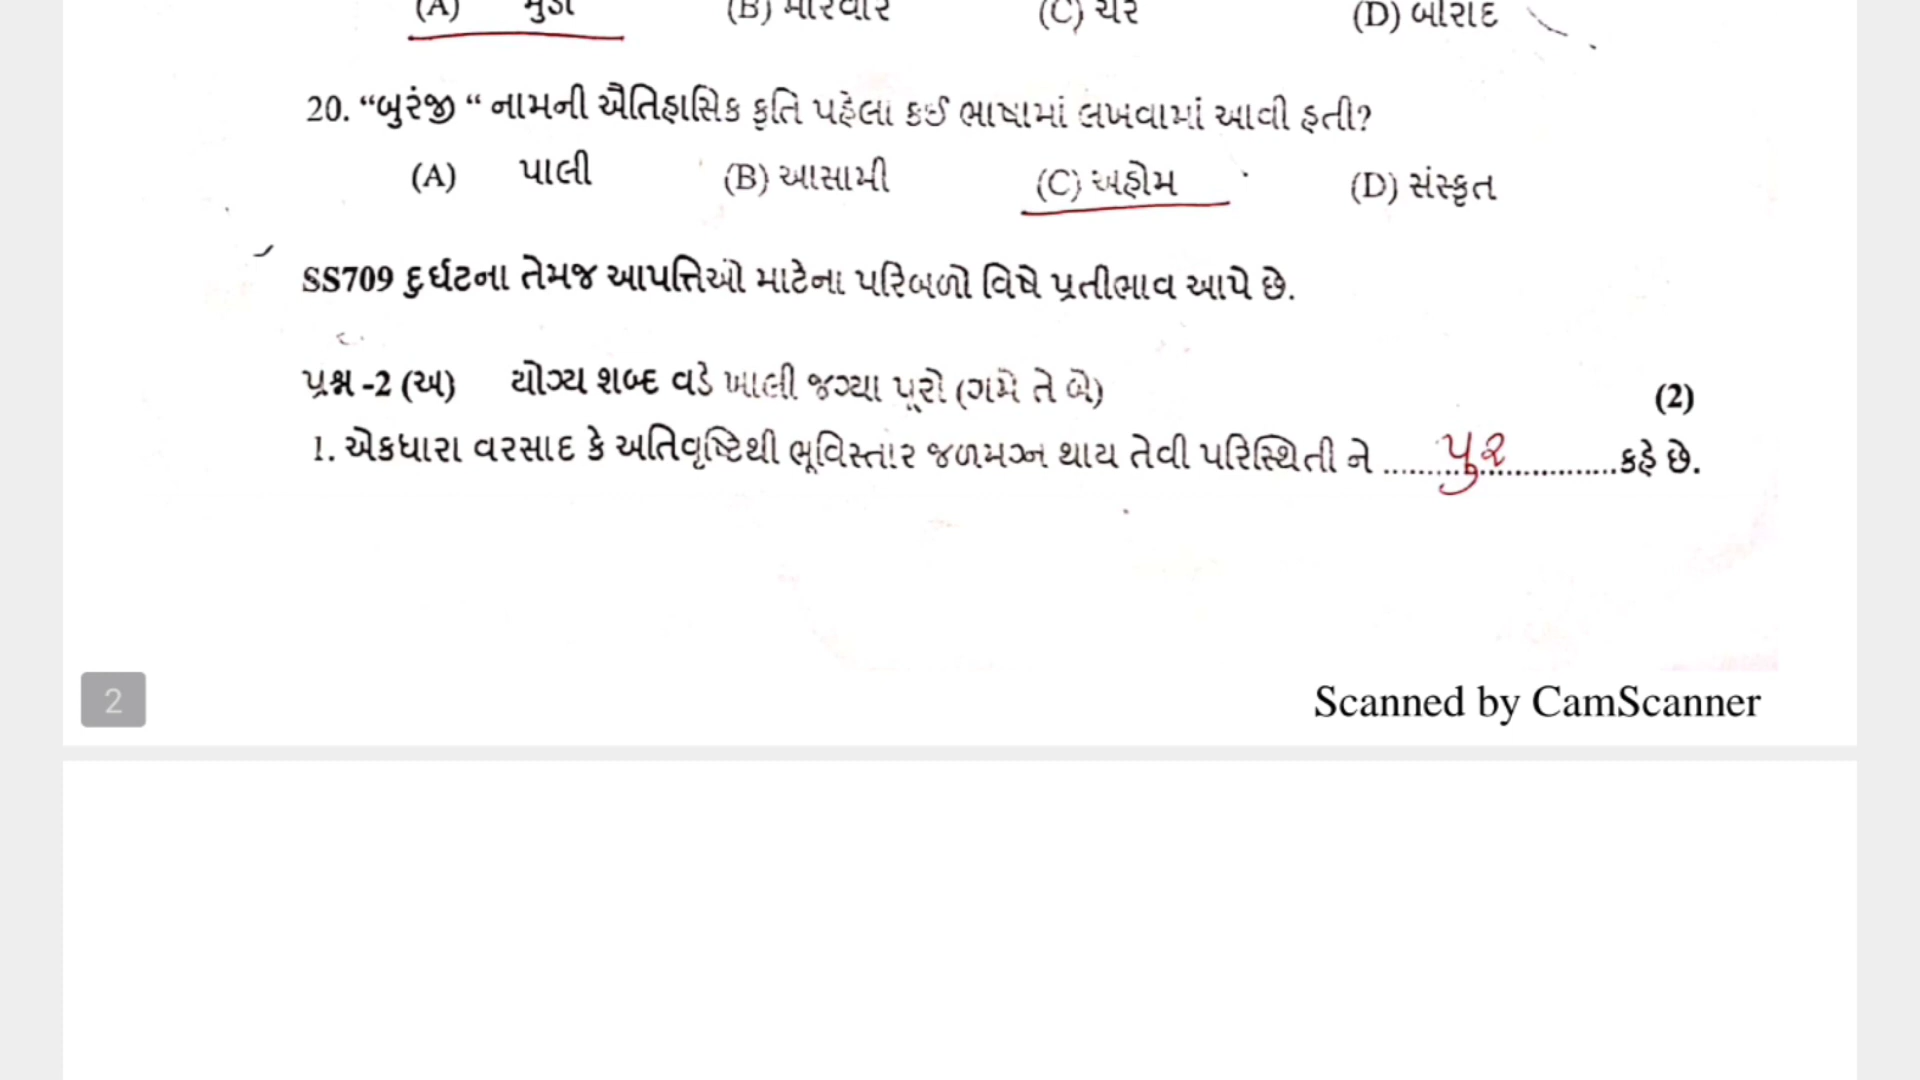 (A) મુંડા (B) મારવાર (C) ચેર (D) બોરાદ
20. “બુરંજી “ નામની ઐતિહાસિક કૃતિ પહેલા કઈ ભાષામાં લખવામાં આવી હતી?
(A) પાલી (B) આસામી (C) અહોમ (D) સંસ્કૃત
SS709 દુર્ઘટના તેમજ આપત્તિઓ માટેના પરિબળો વિષે પ્રતીભાવ આપે છે.
પ્રશ્ન -2 (અ) યોગ્ય શબ્દ વડે ખાલી જગ્યા પૂરો (ગમે તે બે) (2)
1. એકધારા વરસાદ કે અતિવૃષ્ટિથી ભૂવિસ્તાર જળમગ્ન થાય તેવી પરિસ્થિતી ને ........પુર...............કહે છે.
2
Scanned by CamScanner